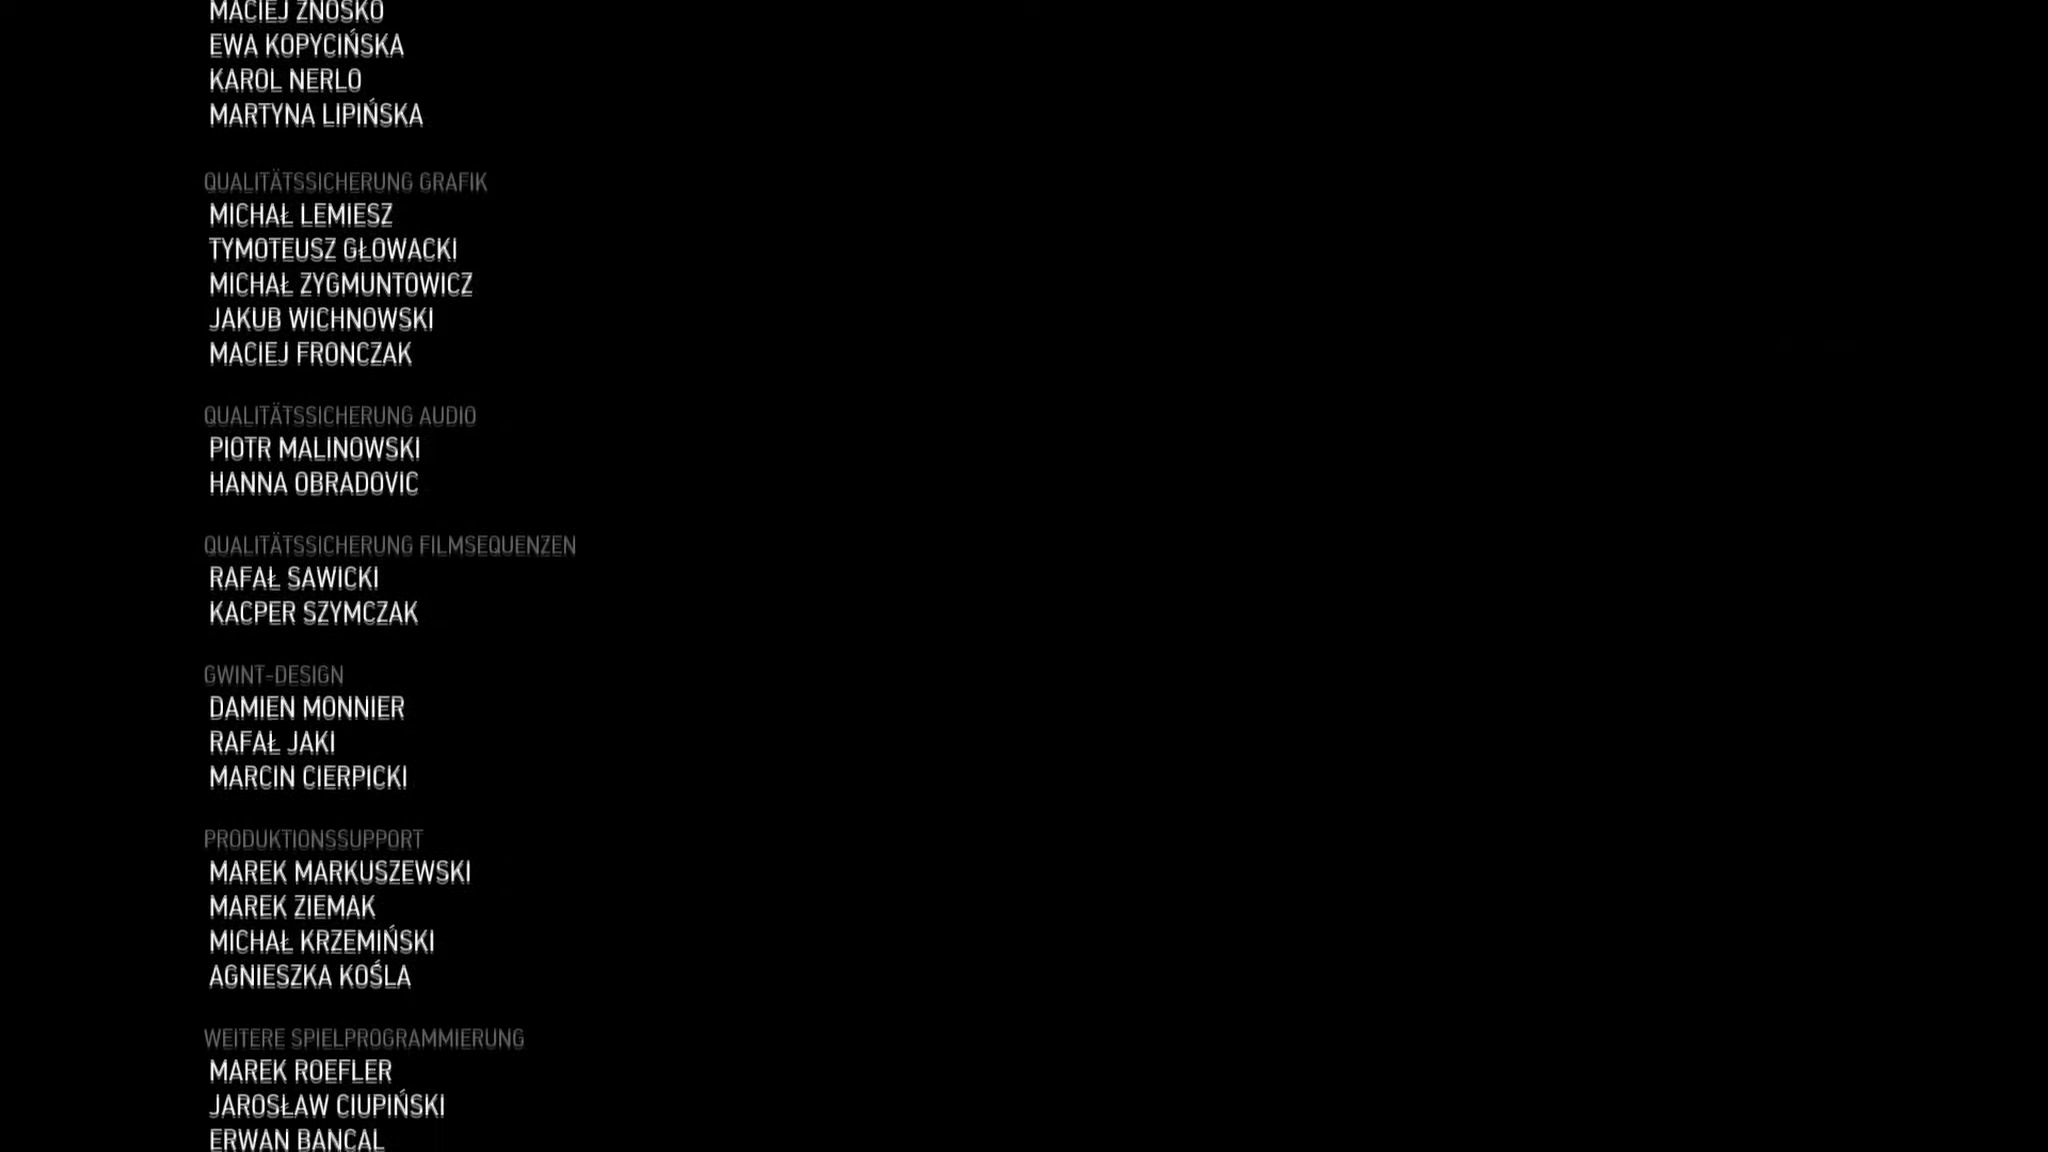 MACIEJ ZNOSKO
EWA KOPYCIŃSKA
KAROL NERLO
MARTYNA LIPIŃSKA
QUALITÄTSSICHERUNG GRAFIK
MICHAŁ LEMIESZ
TYMOTEUSZ GŁOWACKI
MICHAŁ ZYGMUNTOWICZ
JAKUB WICHNOWSKI
MACIEJ FRONCZAK
QUALITÄTSSICHERUNG AUDIO
PIOTR MALINOWSKI
HANNA OBRADOVIC
QUALITÄTSSICHERUNG FILMSEQUENZEN
RAFAŁ SAWICKI
KACPER SZYMCZAK
GWINT-DESIGN
DAMIEN MONNIER
RAFAŁ JAKI
MARCIN CIERPICKI
PRODUKTIONSSUPPORT
MAREK MARKUSZEWSKI
MAREK ZIEMAK
MICHAŁ KRZEMIŃSKI
AGNIESZKA KOŚLA
WEITERE SPIELPROGRAMMIERUNG
MAREK ROEFLER
JAROSŁAW CIUPIŃSKI
ERWAN BANCAL